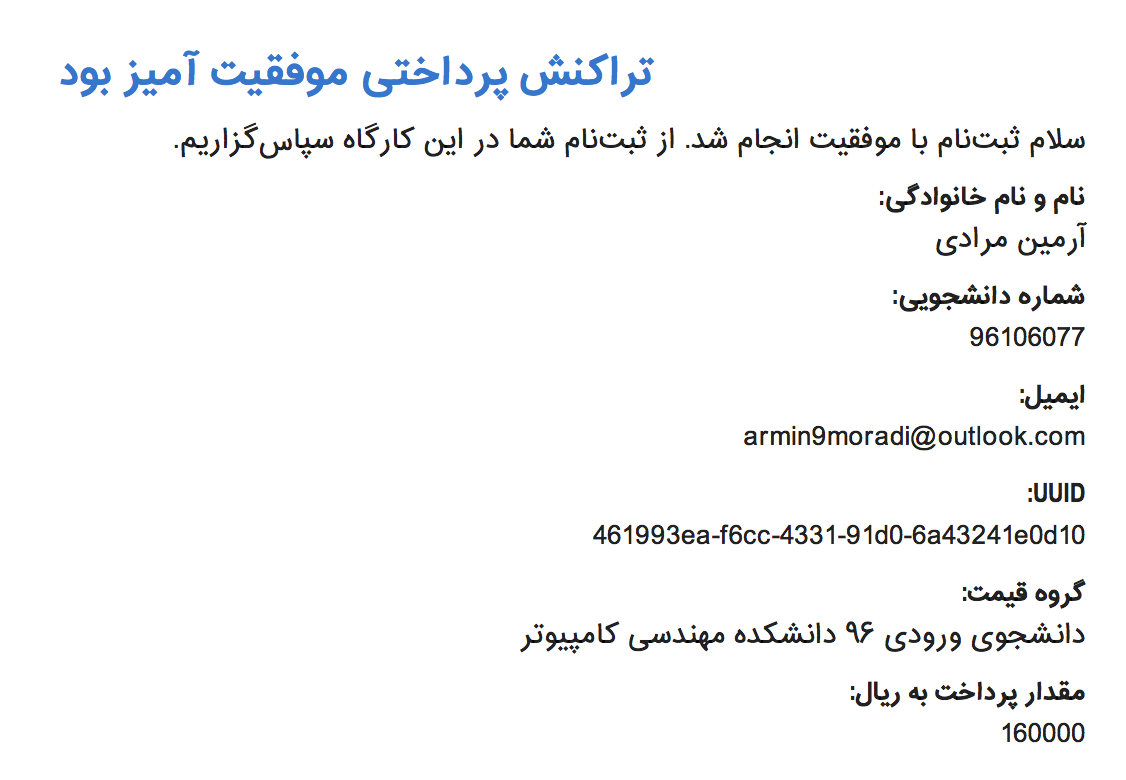 تراکنش پرداختی موفقیت آمیز بود
سلام ثبت‌نام با موفقیت انجام شد. از ثبت‌نام شما در این کارگاه سپاس‌گزاریم.
نام و نام خانوادگی:
آرمین مرادی
شماره دانشجویی:
96106077
ایمیل:
armin9moradi@outlook.com
UUID:
461993ea-f6cc-4331-91d0-6a43241e0d10
گروه قیمت:
دانشجوی ورودی ۹۶ دانشکده مهندسی کامپیوتر
مقدار پرداخت به ریال:
160000